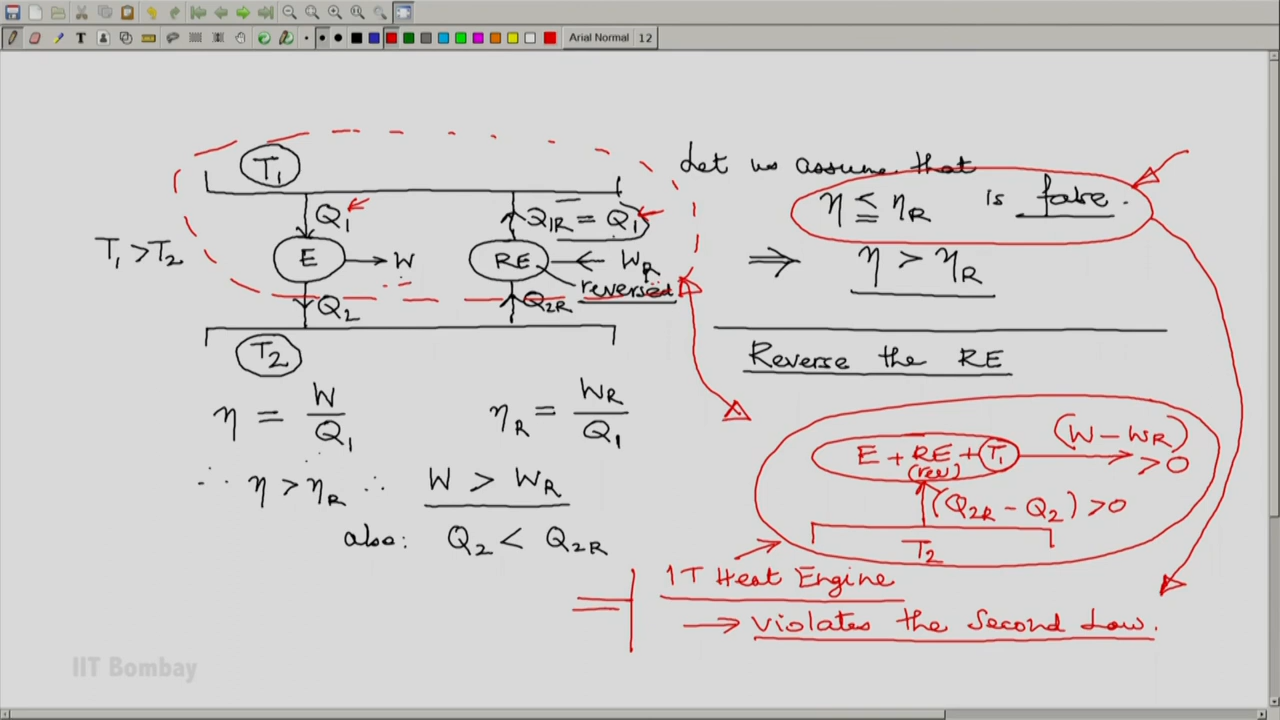 Arial Normal 12
Let us assume that
η ≦ ηR is false.
⟹ η > ηR
T1
Q1
Q1R = Q1
T1 > T2
E
W
RE
WR
reversed
Q2
Q2R
T2
Reverse the RE
η = W/Q1
ηR = WR/Q1
∴ η > ηR ∴ W > WR
also: Q2 < Q2R
E + RE + T1
(rev)
(W − WR) > 0
(Q2R − Q2) > 0
T2
1T Heat Engine
→ violates the Second Law.
IIT Bombay